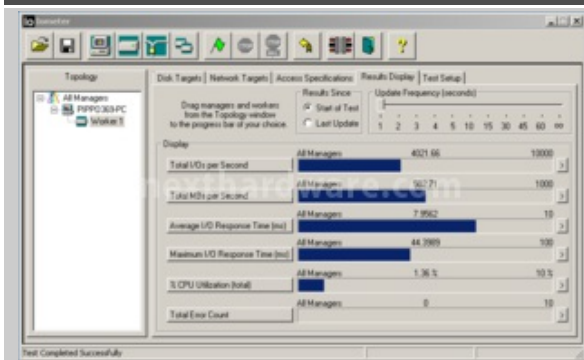 Iometer
Topology
All Managers
PIPPO369-PC
Worker 1
Disk Targets
Network Targets
Access Specifications
Results Display
Test Setup
Drag managers and workers
from the Topology window
to the progress bar of your choice.
Results Since
Start of Test
Last Update
Update Frequency (seconds)
1 2 3 4 5 10 15 30 45 60 ∞
Display
All Managers 4021.66 10000
Total I/Os per Second
All Managers 502.71 1000
Total MBs per Second
All Managers 7.9562 10
Average I/O Response Time (ms)
All Managers 44.3989 100
Maximum I/O Response Time (ms)
All Managers 1.36 % 10 %
% CPU Utilization (total)
All Managers 0 10
Total Error Count
nexthardware.com
Test Completed Successfully